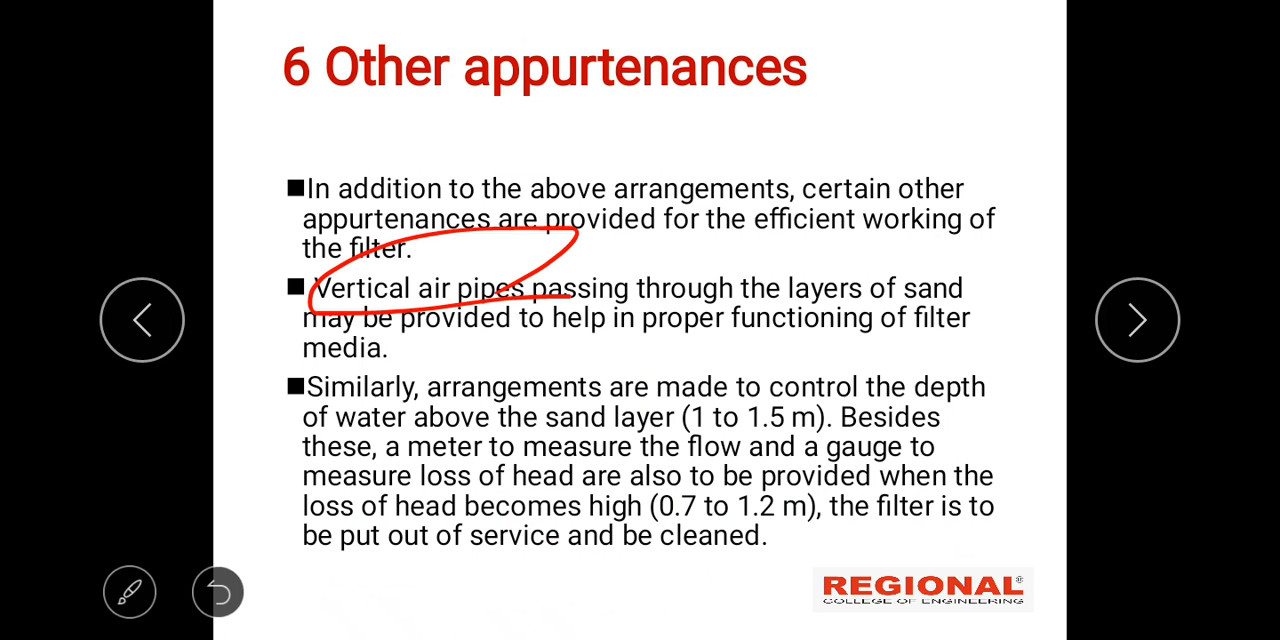 6 Other appurtenances
■In addition to the above arrangements, certain other
appurtenances are provided for the efficient working of
the filter.
■ Vertical air pipes passing through the layers of sand
may be provided to help in proper functioning of filter
media.
■Similarly, arrangements are made to control the depth
of water above the sand layer (1 to 1.5 m). Besides
these, a meter to measure the flow and a gauge to
measure loss of head are also to be provided when the
loss of head becomes high (0.7 to 1.2 m), the filter is to
be put out of service and be cleaned.
REGIONAL®
COLLEGE OF ENGINEERING